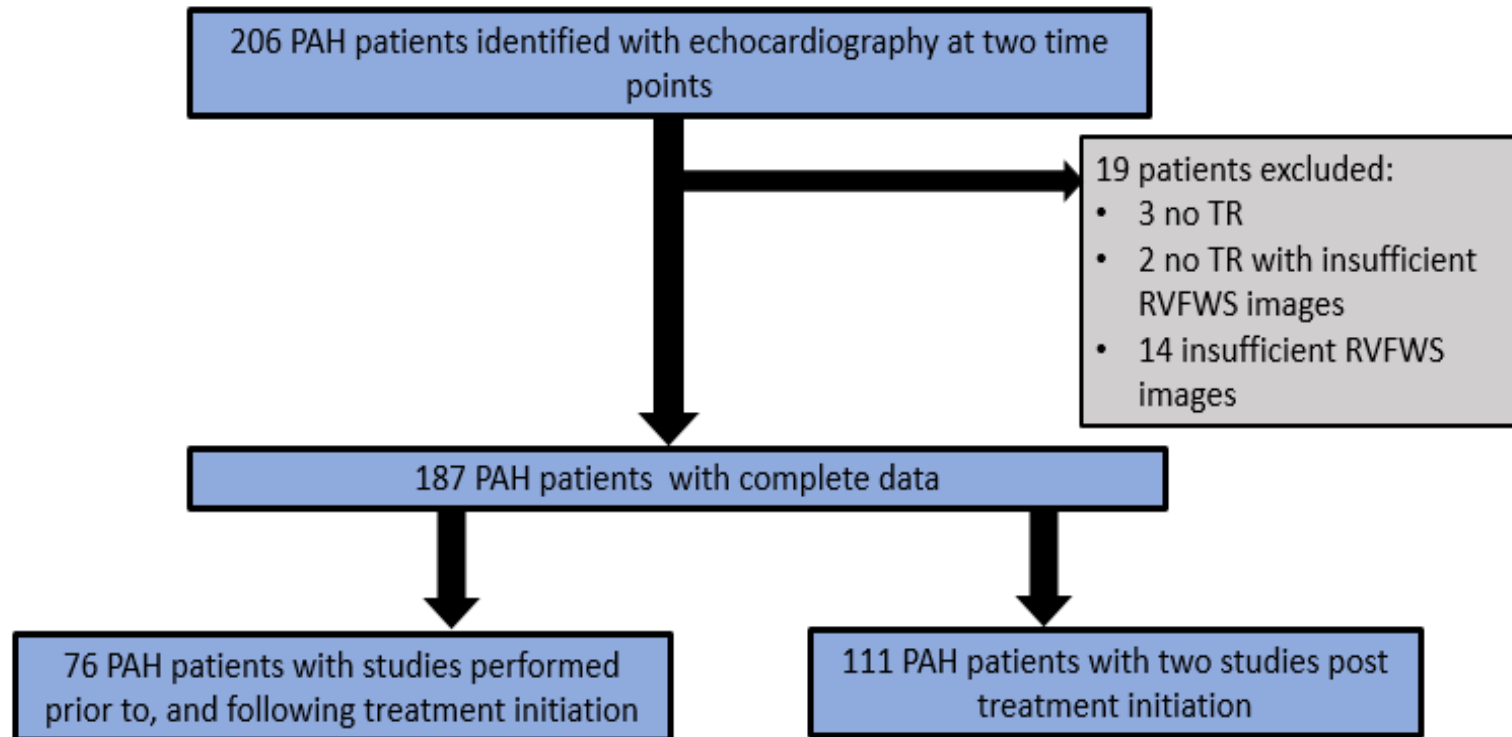 206 PAH patients identified with echocardiography at two time
points
19 patients excluded:
• 3 no TR
• 2 no TR with insufficient
RVFWS images
• 14 insufficient RVFWS
images
187 PAH patients  with complete data
76 PAH patients with studies performed
prior to, and following treatment initiation
111 PAH patients with two studies post
treatment initiation